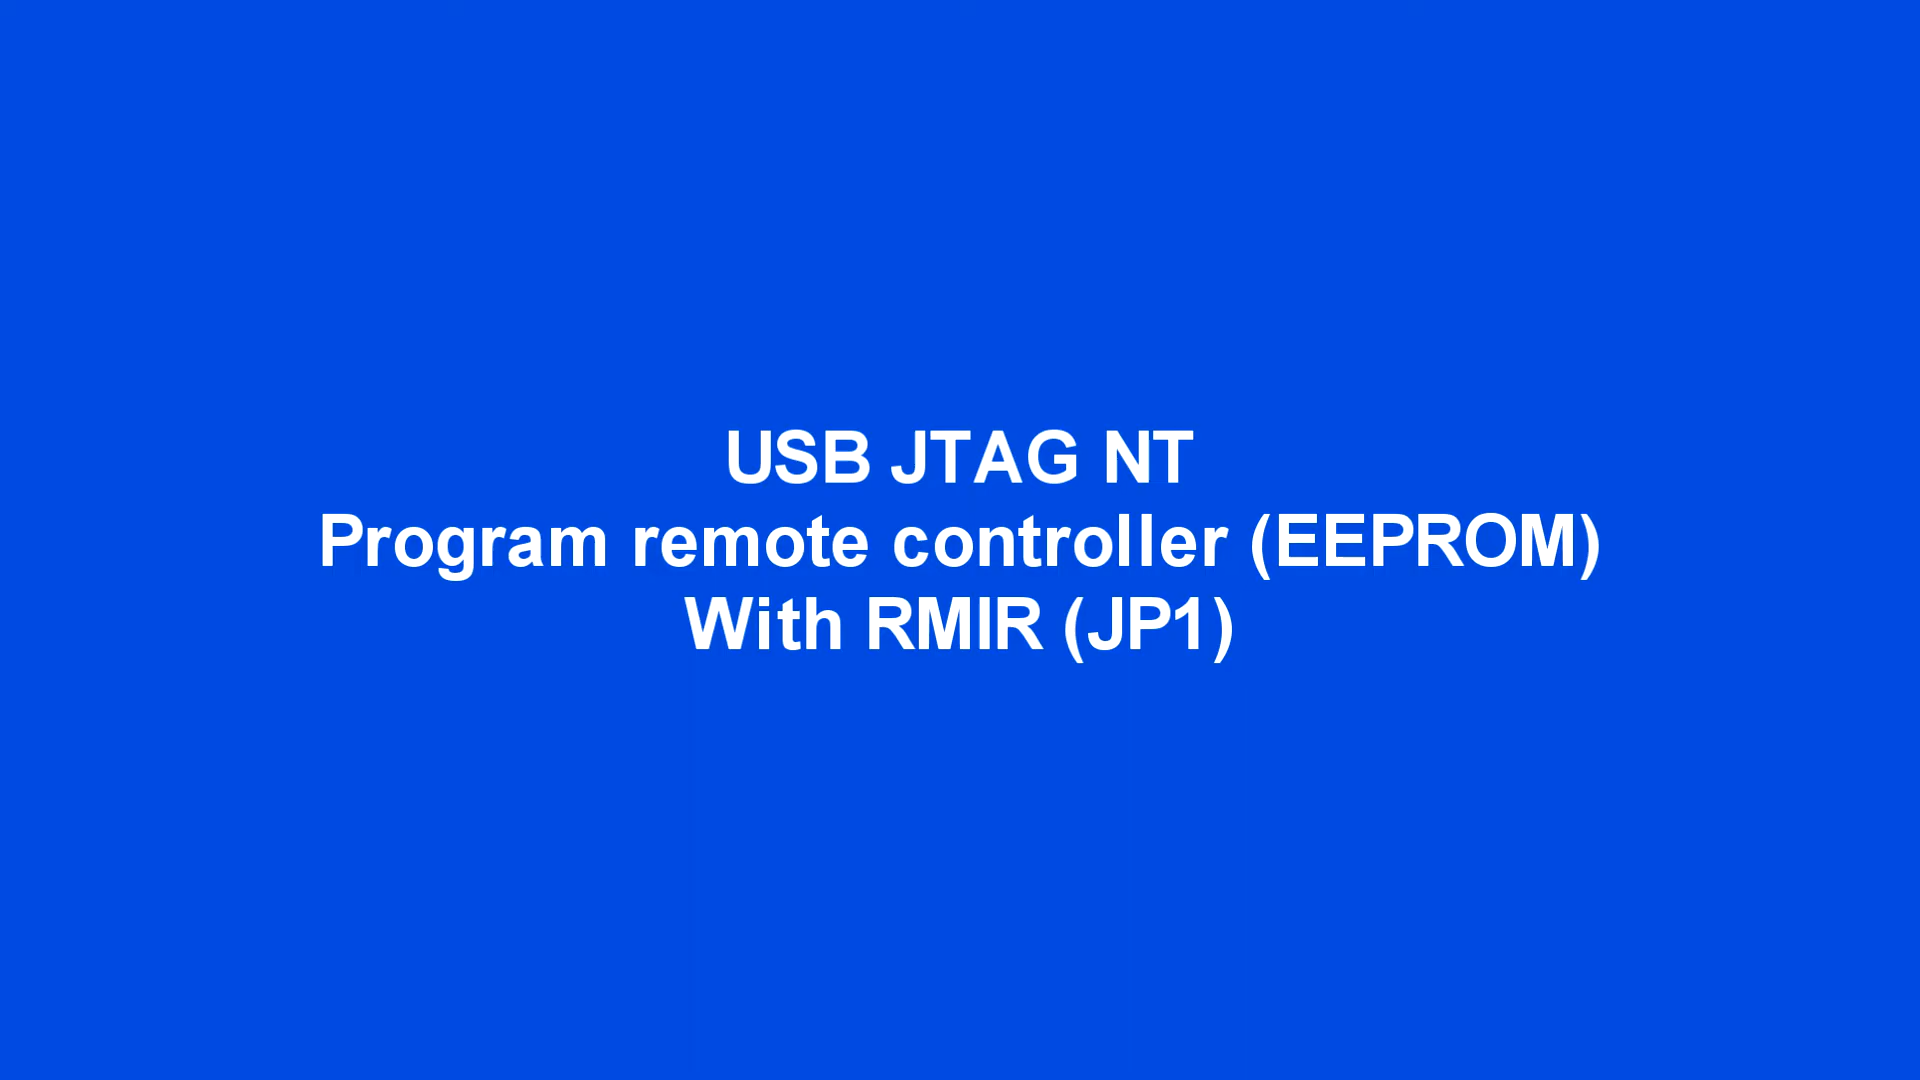 USB JTAG NT
Program remote controller (EEPROM)
With RMIR (JP1)